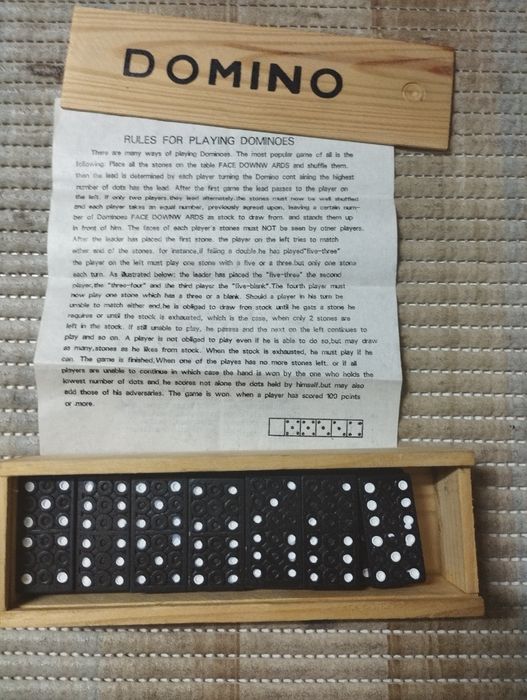 DOMINO
RULES FOR PLAYING DOMINOES
There are many ways of playing Dominoes. The most popular game of all is the
following: Place all the stones on the table FACE DOWNW ARDS and shuffle them.
then the lead is determined by each player turning the Domino cont aining the highest
number of dots has the lead. After the first game the lead passes to the player on
the left. If only two players,they lead alternately.the stones must now be well shuffled
and each player takes an equal number, previously agreed upon, leaving a certain num-
ber of Dominoes FACE DOWNW ARDS as stock to draw from. and stands them up
in front of him. The faces of each player's stones must NOT be seen by other players.
After the leader has placed the first stone. the player on the left tries to match
either end of the stones. for instance,if failing a double.he has played"five-three"
the player on the left must play one stone with a five or a three.but only one stone
each turn. As illustrated below: the leader has placed the "five-three" the second
player,the "three-four" and the third player the "five-blank".The fourth player must
now play one stone which has a three or a blank. Should a player in his turn be
unable to match either end.he is obliged to draw from stock until he gets a stone he
requires or until the stock is exhausted, which is the case, when only 2 stones are
left in the stock. If still unable to play, he passes and the next on the left continues to
play and so on. A player is not obliged to play even if he is able to do so,but may draw
as many,stones as he likes from stock. When the stock is exhausted, he must play if he
can. The game is finished,When one of the playes has no more stones left. or if all
players are unable to continue in which case the hand is won by the one who holds the
lowest number of dots and he scores not alone the dots held by himself.but may also
add those of his adversaries. The game is won. when a player has scored 100 points
or more.